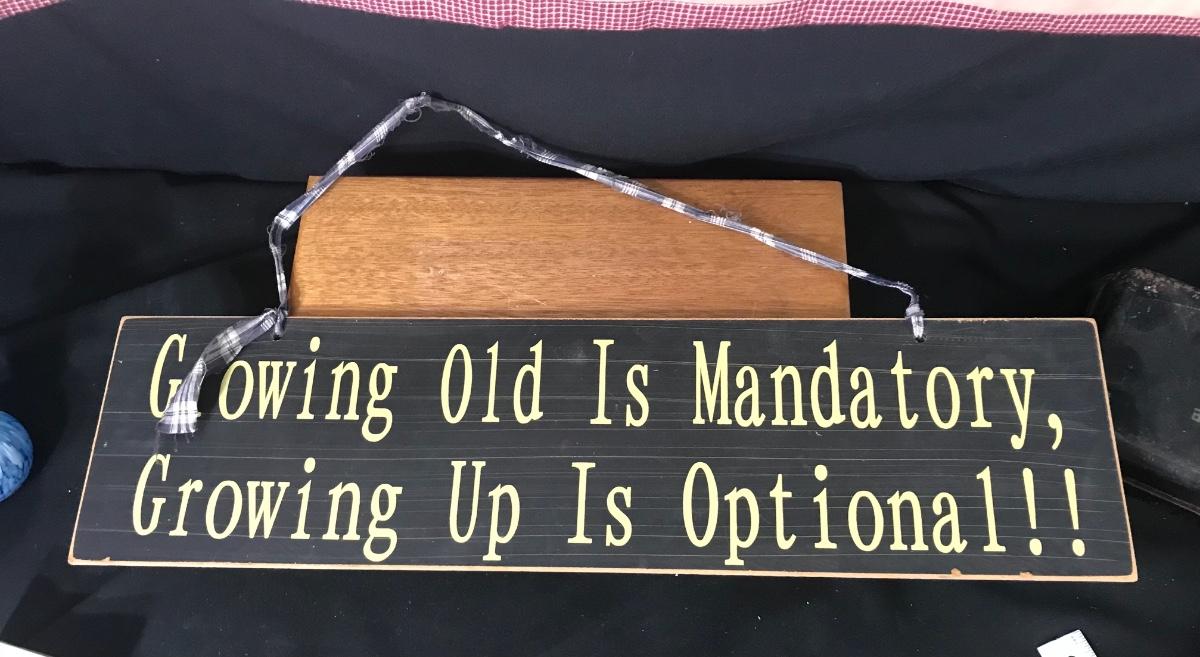 Growing Old Is Mandatory,
Growing Up Is Optional!!